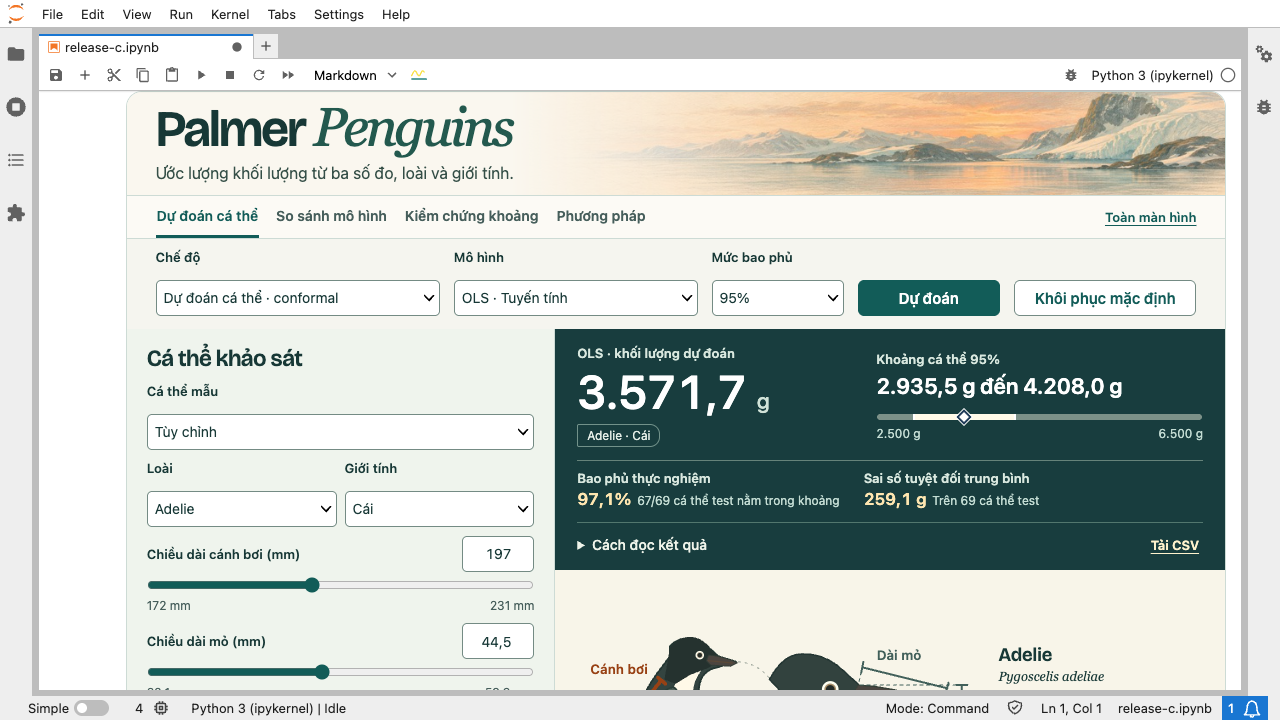 File Edit View Run Kernel Tabs Settings Help
release-c.ipynb
Markdown
Python 3 (ipykernel)
Palmer Penguins
Ước lượng khối lượng từ ba số đo, loài và giới tính.
Dự đoán cá thể So sánh mô hình Kiểm chứng khoảng Phương pháp Toàn màn hình
Chế độ Mô hình Mức bao phủ
Dự đoán cá thể · conformal OLS · Tuyến tính 95% Dự đoán Khôi phục mặc định
Cá thể khảo sát
Cá thể mẫu
Tùy chỉnh
Loài Giới tính
Adelie Cái
Chiều dài cánh bơi (mm) 197
172 mm 231 mm
Chiều dài mỏ (mm) 44,5
OLS · khối lượng dự đoán
3.571,7 g
Adelie · Cái
Khoảng cá thể 95%
2.935,5 g đến 4.208,0 g
2.500 g 6.500 g
Bao phủ thực nghiệm
97,1% 67/69 cá thể test nằm trong khoảng
Sai số tuyệt đối trung bình
259,1 g Trên 69 cá thể test
Cách đọc kết quả Tải CSV
Cánh bơi
Dài mỏ
Adelie
Pygoscelis adeliae
Simple 4 Python 3 (ipykernel) | Idle Mode: Command Ln 1, Col 1 release-c.ipynb 1